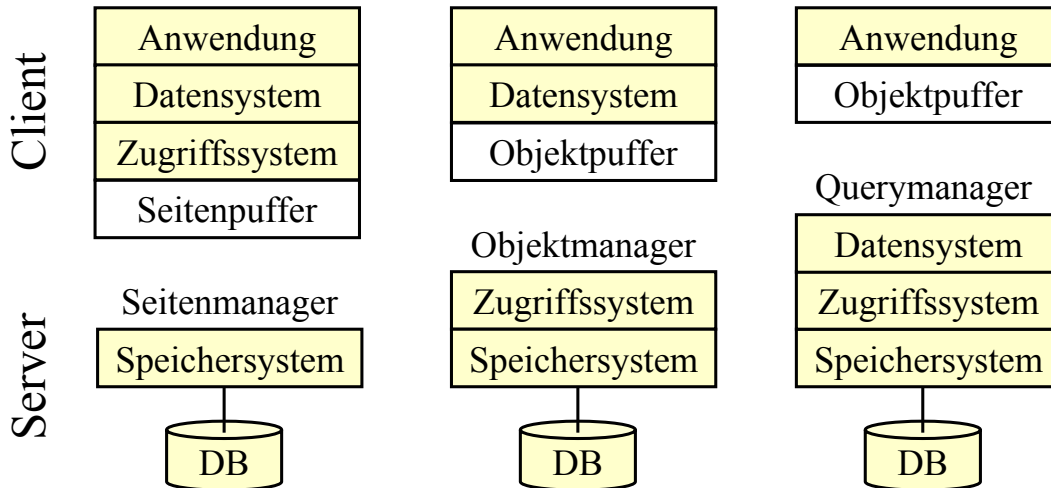 Client
Anwendung
Datensystem
Zugriffssystem
Seitenpuffer
Anwendung
Datensystem
Objektpuffer
Anwendung
Objektpuffer
Server
Seitenmanager
Speichersystem
DB
Objektmanager
Zugriffssystem
Speichersystem
DB
Querymanager
Datensystem
Zugriffssystem
Speichersystem
DB